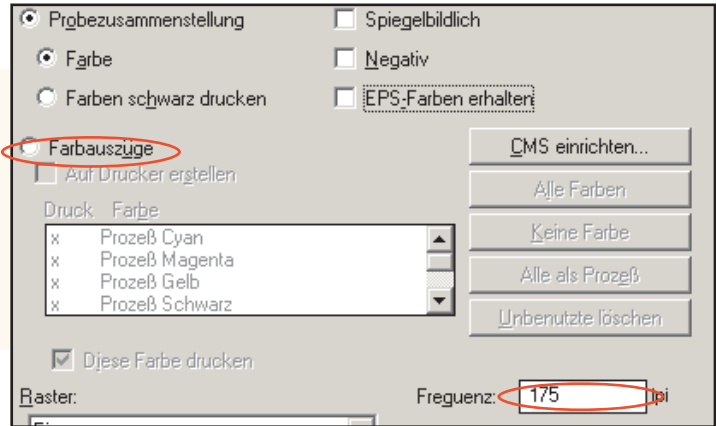 Probezusammenstellung
Spiegelbildlich
Farbe
Negativ
Farben schwarz drucken
EPS-Farben erhalten
Farbauszüge
CMS einrichten...
Auf Drucker erstellen
Alle Farben
Druck Farbe
Keine Farbe
x Prozeß Cyan
x Prozeß Magenta
x Prozeß Gelb
x Prozeß Schwarz
Alle als Prozeß
Unbenutzte löschen
Diese Farbe drucken
Raster:
Frequenz: 175 lpi